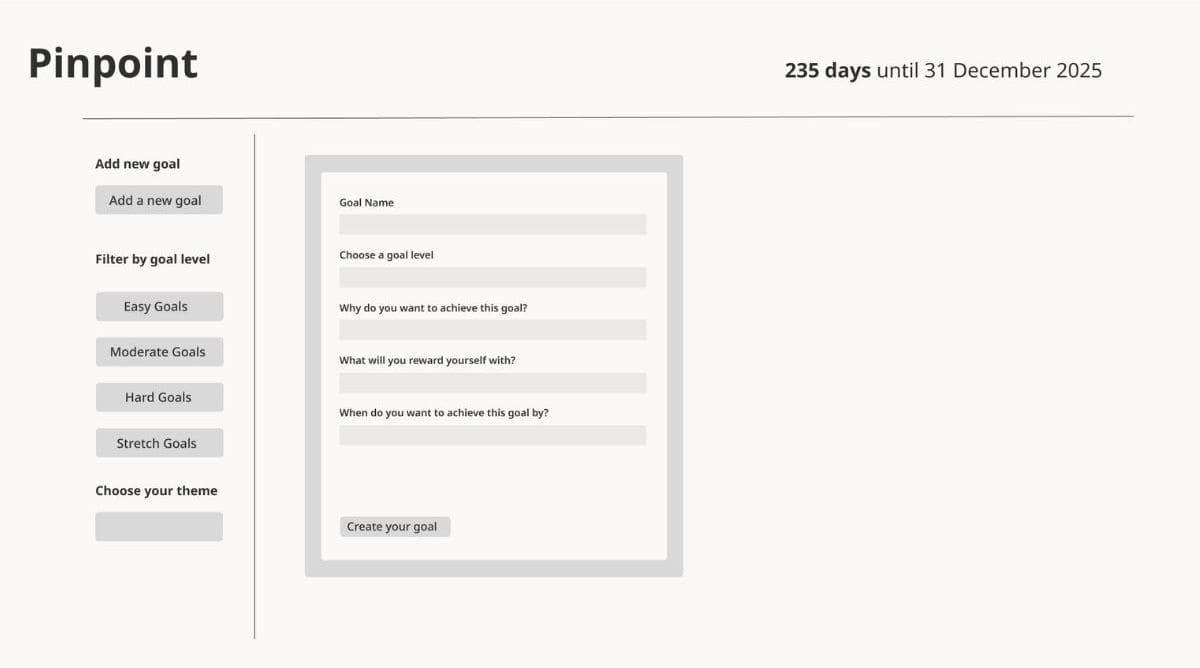 Pinpoint
235 days until 31 December 2025
Add new goal
Add a new goal
Filter by goal level
Easy Goals
Moderate Goals
Hard Goals
Stretch Goals
Choose your theme
Goal Name
Choose a goal level
Why do you want to achieve this goal?
What will you reward yourself with?
When do you want to achieve this goal by?
Create your goal